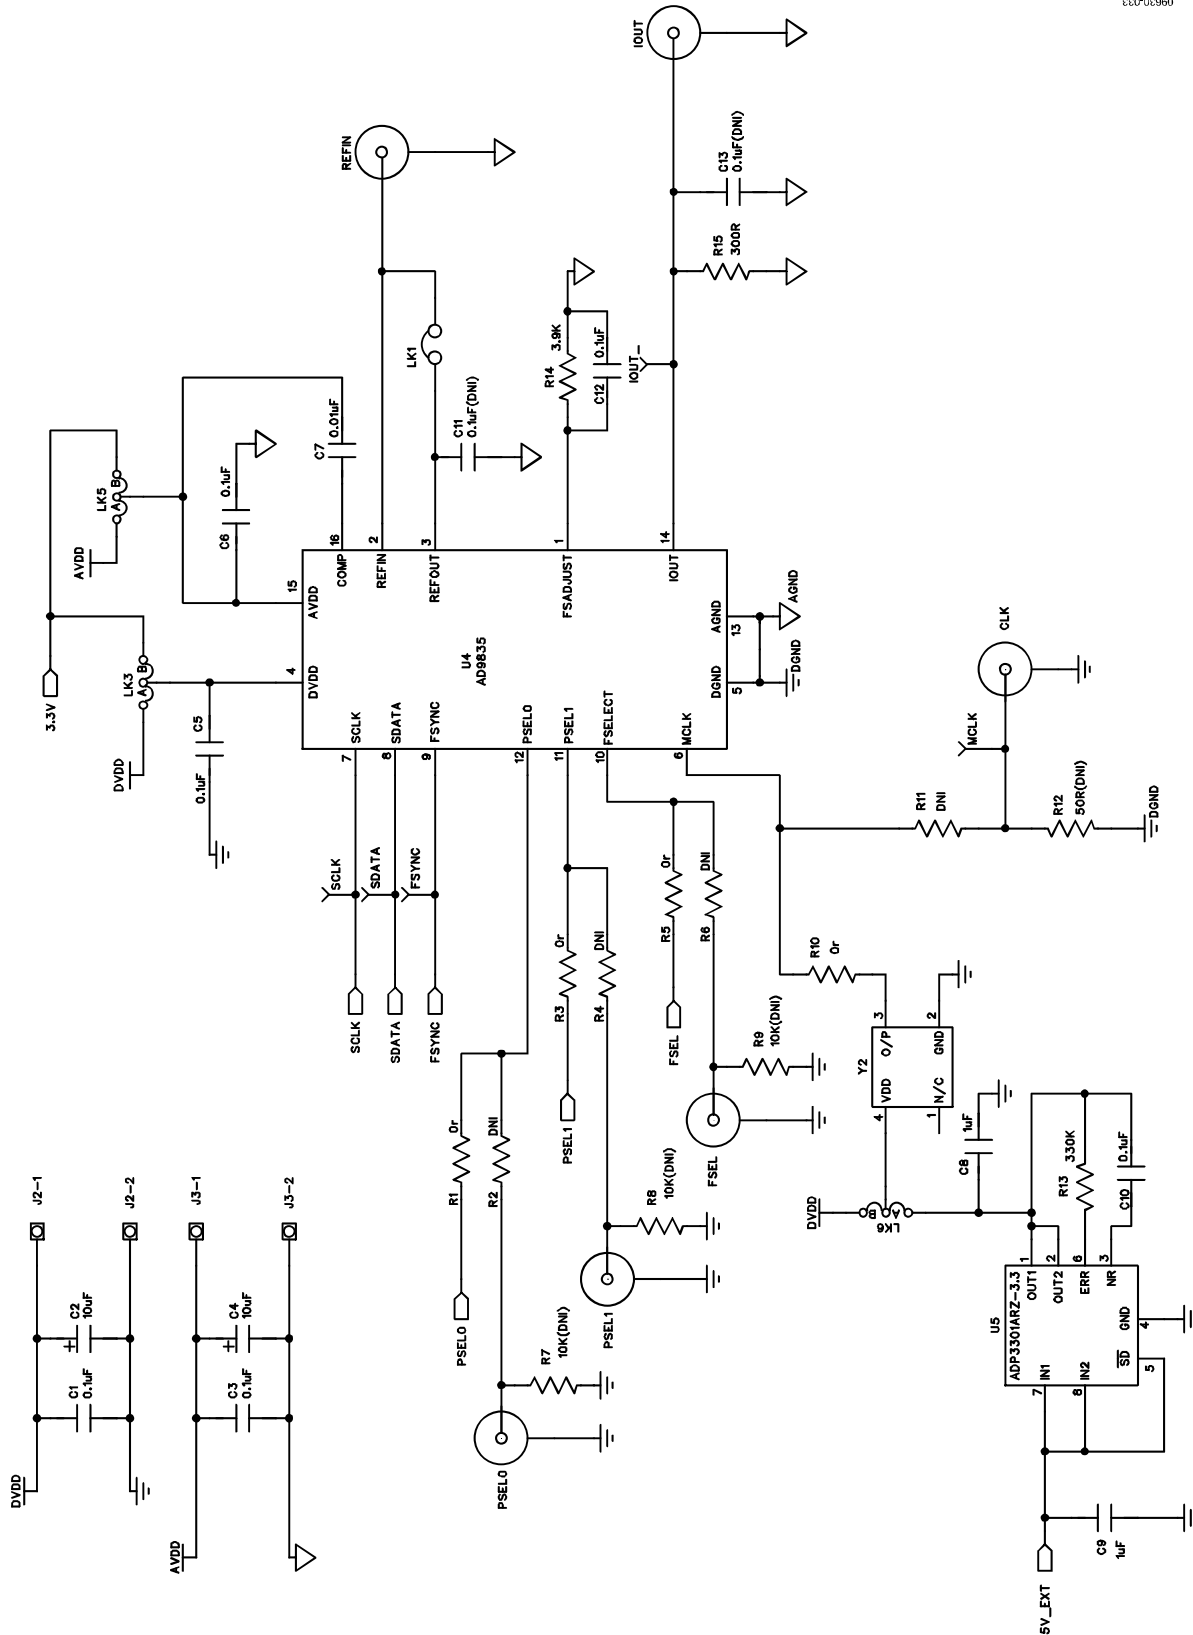 09630-033
J2-1
J2-2
J3-1
J3-2
DVDD
C1
0.1uF
C2
10uF
+
AVDD
C3
0.1uF
C4
10uF
+
3.3V
DVDD
LK3
A
B
C5
0.1uF
AVDD
LK5
A
B
C6
0.1uF
C7
0.01uF
REFIN
LK1
C11
0.1uF(DNI)
R14
3.9K
C12
0.1uF
IOUT_
R15
300R
C13
0.1uF(DNI)
IOUT
U4
AD9835
4
DVDD
15
AVDD
16
COMP
2
REFIN
3
REFOUT
1
FSADJUST
14
IOUT
7
SCLK
8
SDATA
9
FSYNC
12
PSEL0
11
PSEL1
10
FSELECT
6
MCLK
DGND
5
AGND
13
DGND
AGND
SCLK
SDATA
FSYNC
SCLK
SDATA
FSYNC
R1
0r
R2
DNI
PSEL0
PSEL0
R7
10K(DNI)
R3
0r
R4
DNI
PSEL1
PSEL1
R8
10K(DNI)
R5
0r
R6
DNI
FSEL
FSEL
R9
10K(DNI)
R10
0r
R11
DNI
R12
50R(DNI)
DGND
MCLK
CLK
Y2
4
VDD
3
O/P
1
N/C
2
GND
DVDD
LK6
B
A
C8
1uF
R13
330K
C10
0.1uF
U5
ADP3301ARZ-3.3
7
IN1
8
IN2
SD
5
GND
4
1
OUT1
2
OUT2
6
ERR
3
NR
5V_EXT
C9
1uF